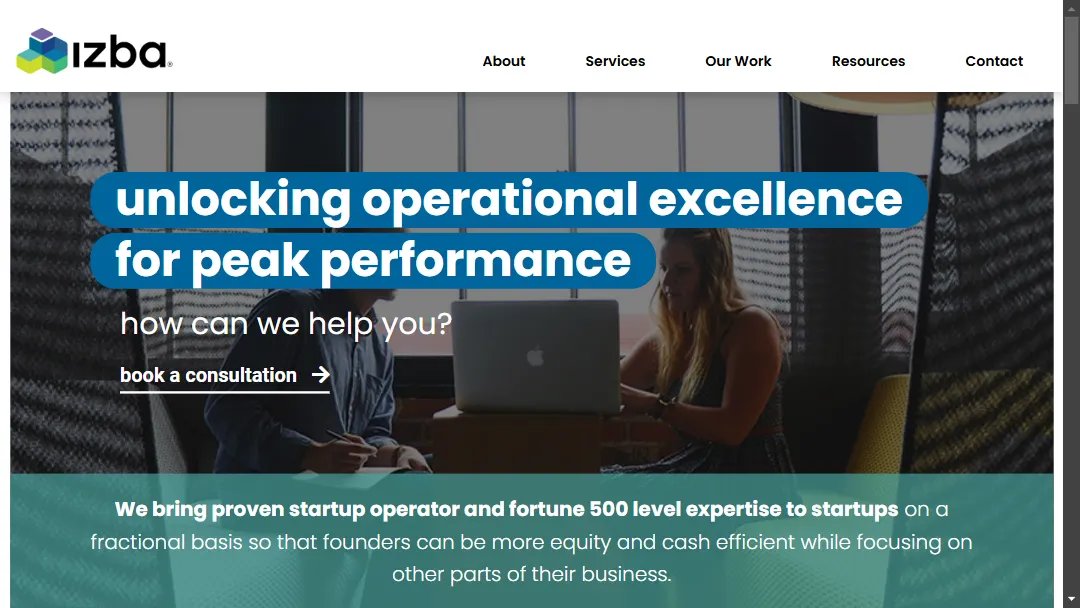 ızba®
About
Services
Our Work
Resources
Contact
unlocking operational excellence
for peak performance
how can we help you?
book a consultation
We bring proven startup operator and fortune 500 level expertise to startups on a
fractional basis so that founders can be more equity and cash efficient while focusing on
other parts of their business.